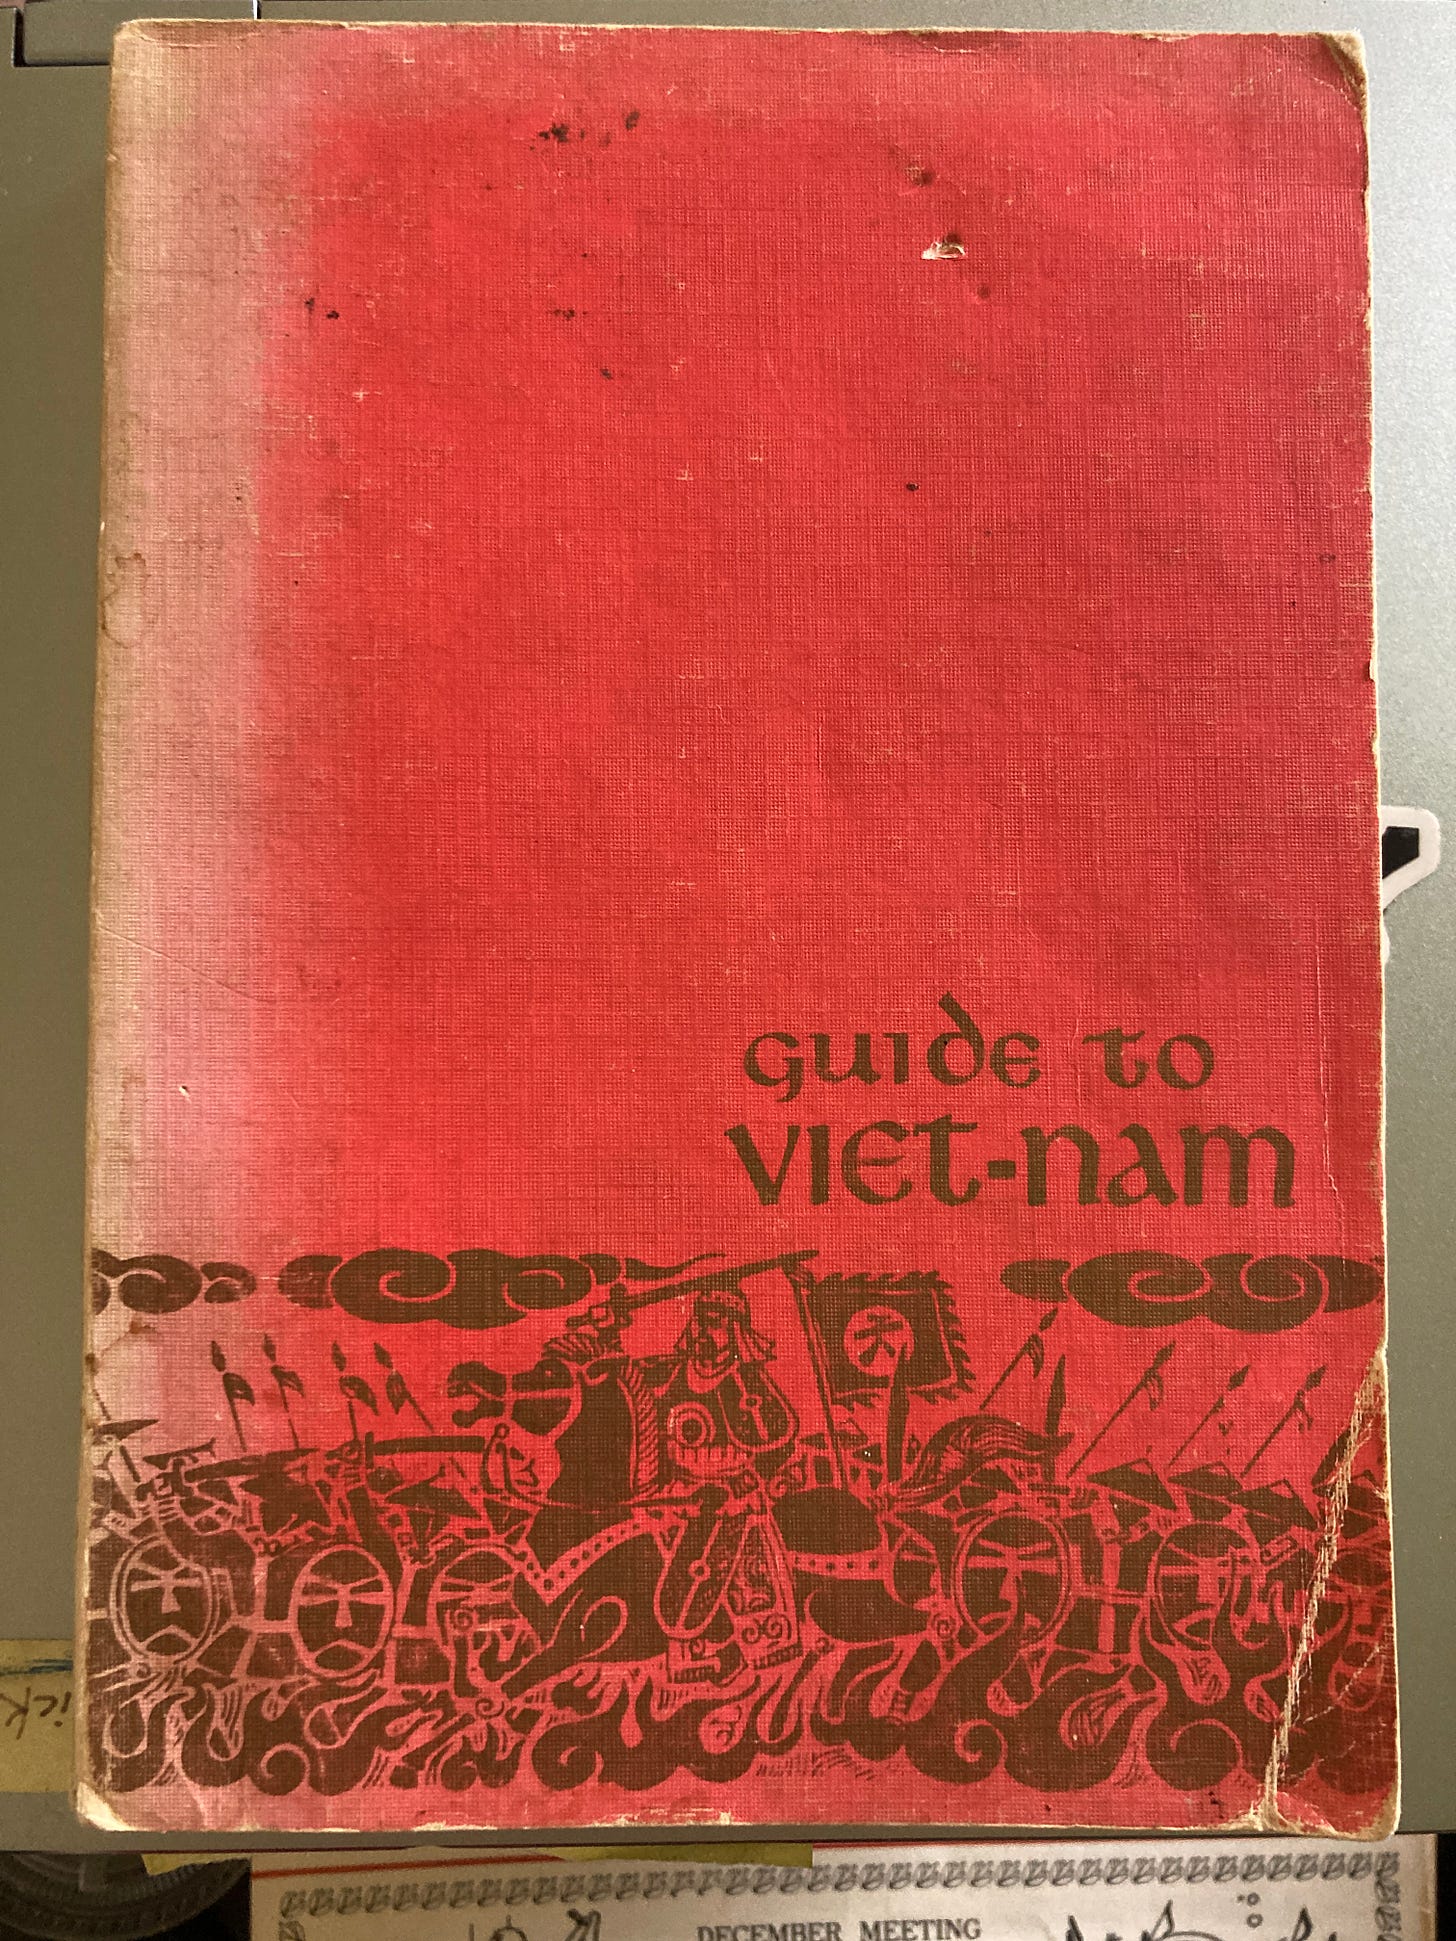 GUIDE TO
VIET-NAM
DECEMBER MEETING